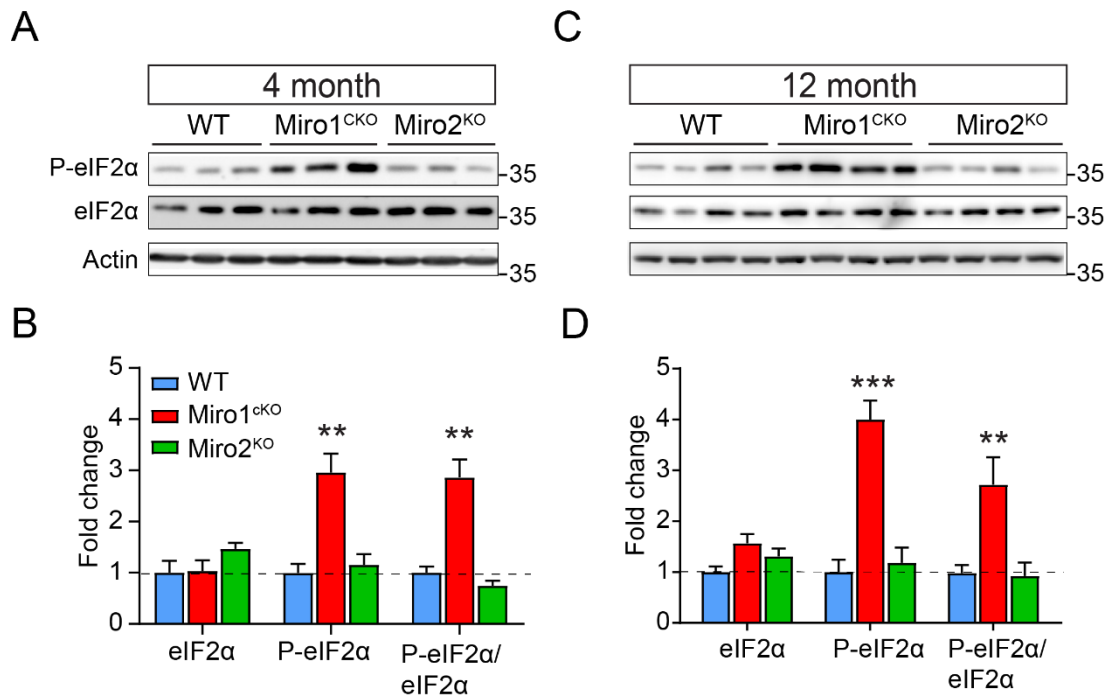 A
4 month
WT Miro1ᶜᴷᴼ Miro2ᴷᴼ
P-eIF2α -35
eIF2α -35
Actin -35
C
12 month
WT Miro1ᶜᴷᴼ Miro2ᴷᴼ
-35
-35
-35
B
Fold change
5
4
3
2
1
0
WT
Miro1ᶜᴷᴼ
Miro2ᴷᴼ
** **
eIF2α P-eIF2α P-eIF2α/
eIF2α
D
Fold change
5
4
3
2
1
0
*** **
eIF2α P-eIF2α P-eIF2α/
eIF2α